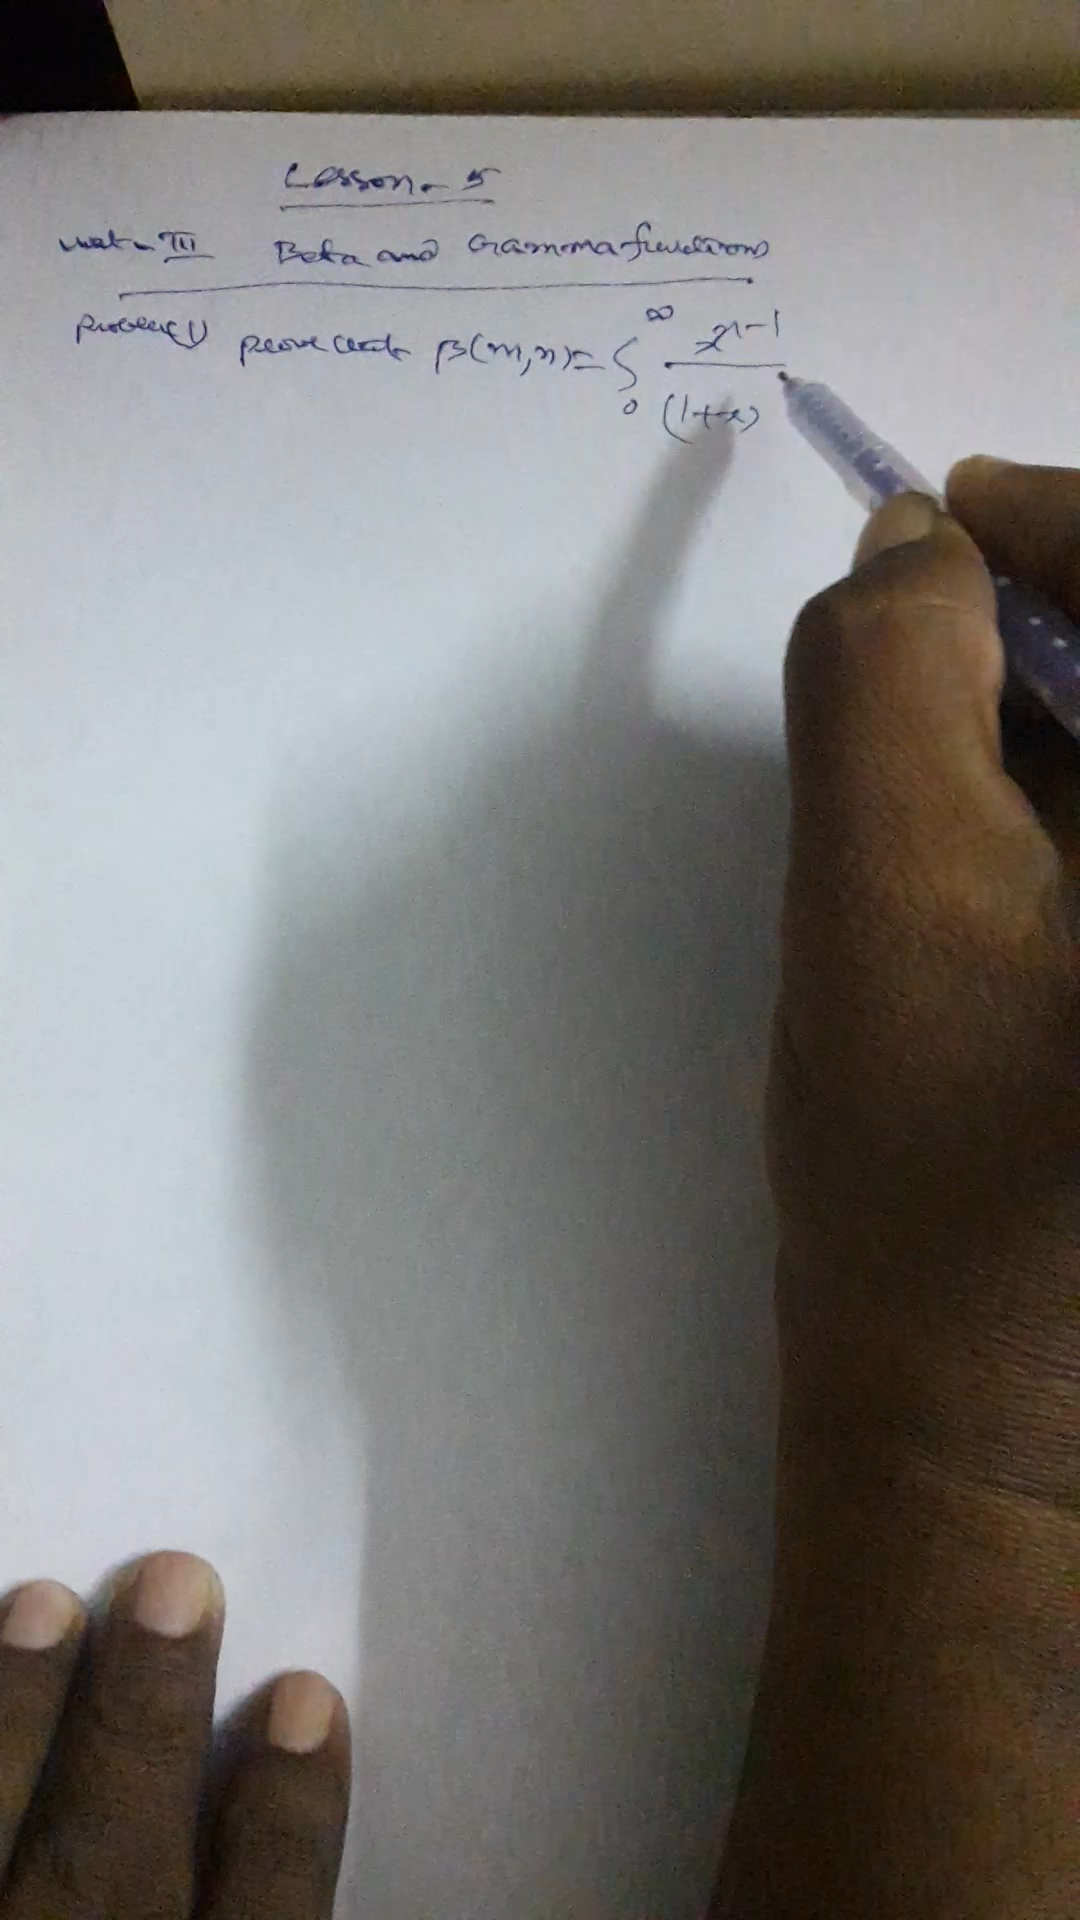 Lesson - 5
Unit - III Beta and Gamma functions
Problem 1) prove that β(m,n) = ∫₀^∞ x^(n-1) / (1+x)